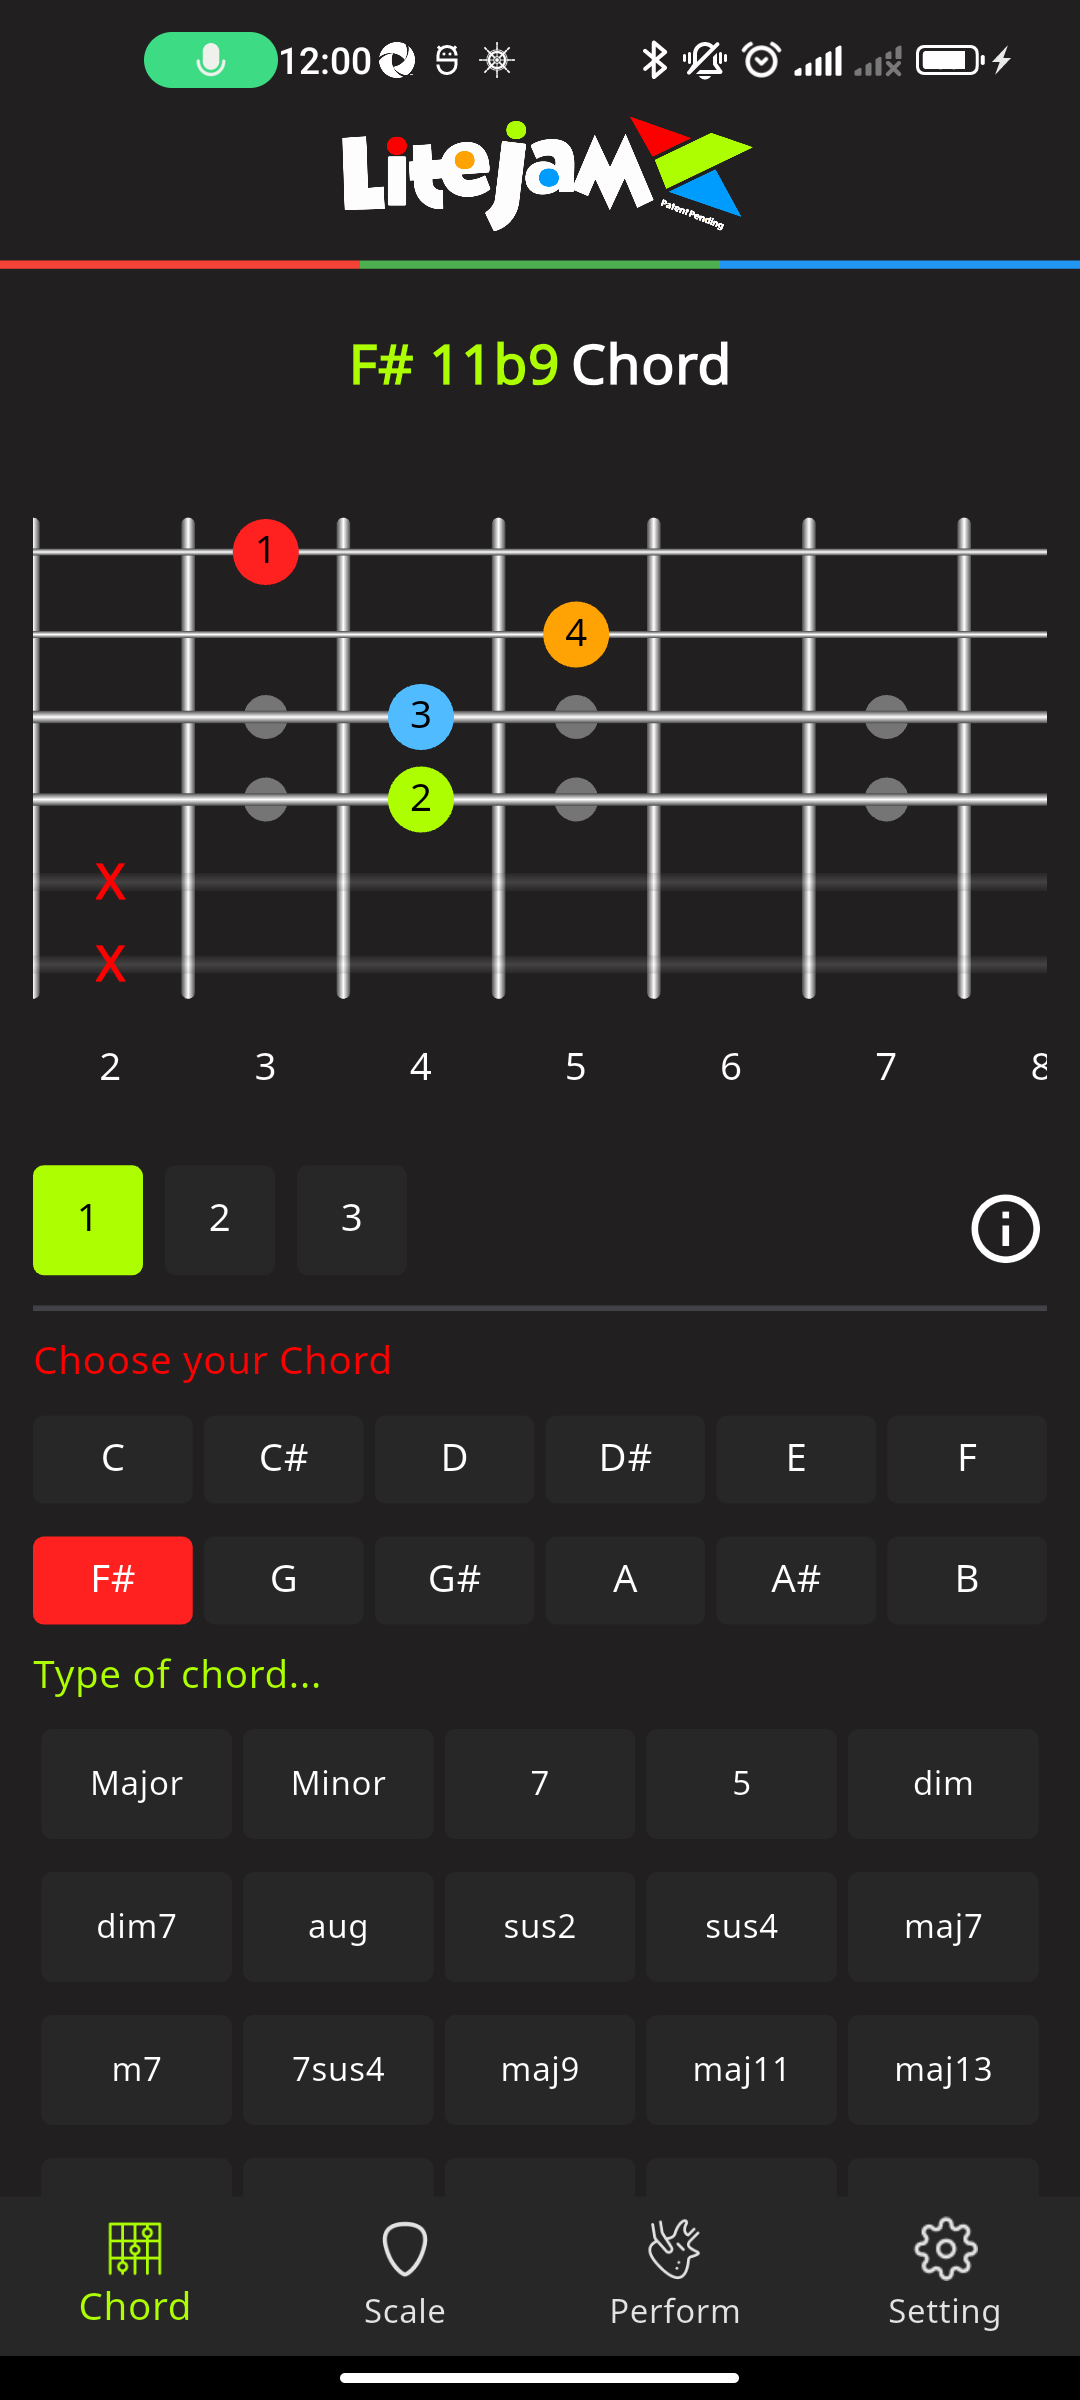 12:00
Litejam
Patent Pending
F# 11b9 Chord
1
4
3
2
X
X
2 3 4 5 6 7 8
1 2 3
Choose your Chord
C C# D D# E F
F# G G# A A# B
Type of chord...
Major Minor 7 5 dim
dim7 aug sus2 sus4 maj7
m7 7sus4 maj9 maj11 maj13
Chord Scale Perform Setting